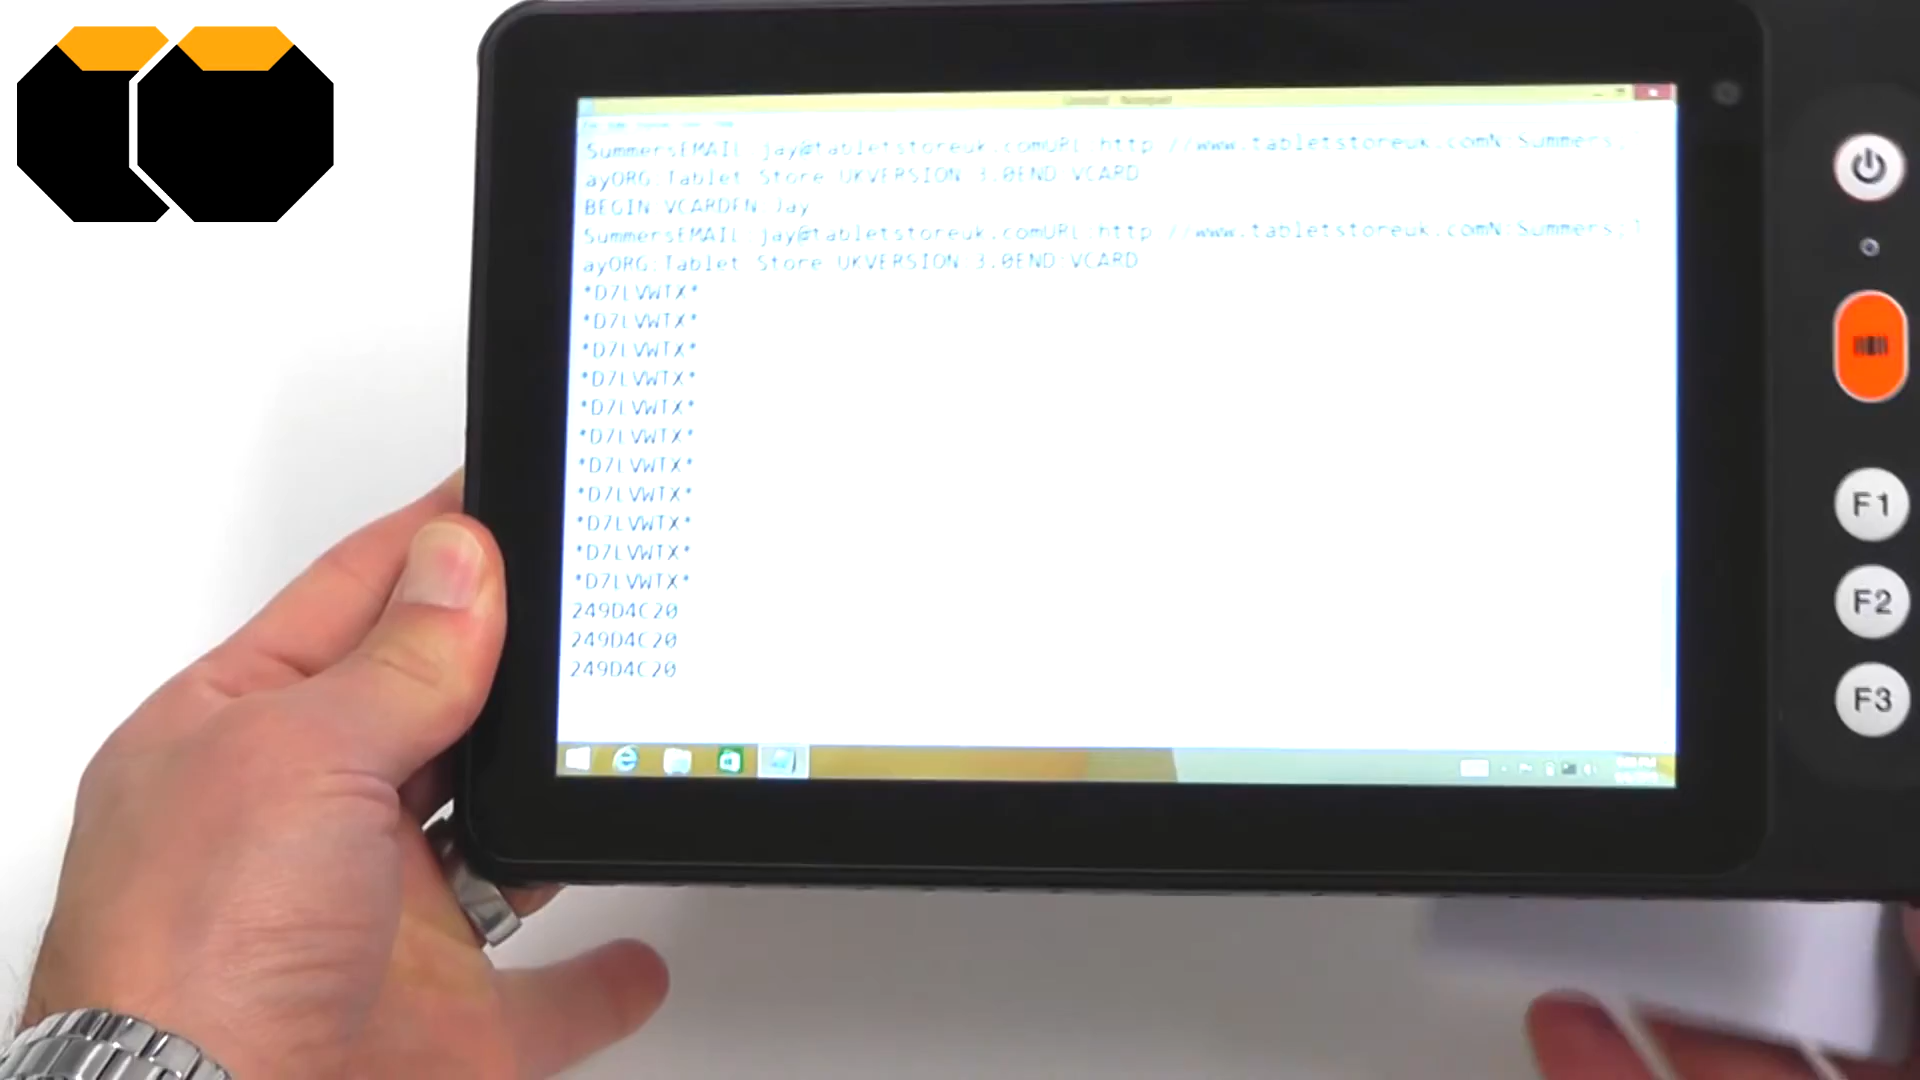 Untitled - Notepad
SummersEMAIL:jay@tabletstoreuk.comURL:http://www.tabletstoreuk.comN:Summers;J
ayORG:Tablet Store UKVERSION:3.0END:VCARD
BEGIN:VCARDFN:Jay
SummersEMAIL:jay@tabletstoreuk.comURL:http://www.tabletstoreuk.comN:Summers;J
ayORG:Tablet Store UKVERSION:3.0END:VCARD
*D7LVWTX*
*D7LVWTX*
*D7LVWTX*
*D7LVWTX*
*D7LVWTX*
*D7LVWTX*
*D7LVWTX*
*D7LVWTX*
*D7LVWTX*
*D7LVWTX*
*D7LVWTX*
249D4C20
249D4C20
249D4C20
F1
F2
F3